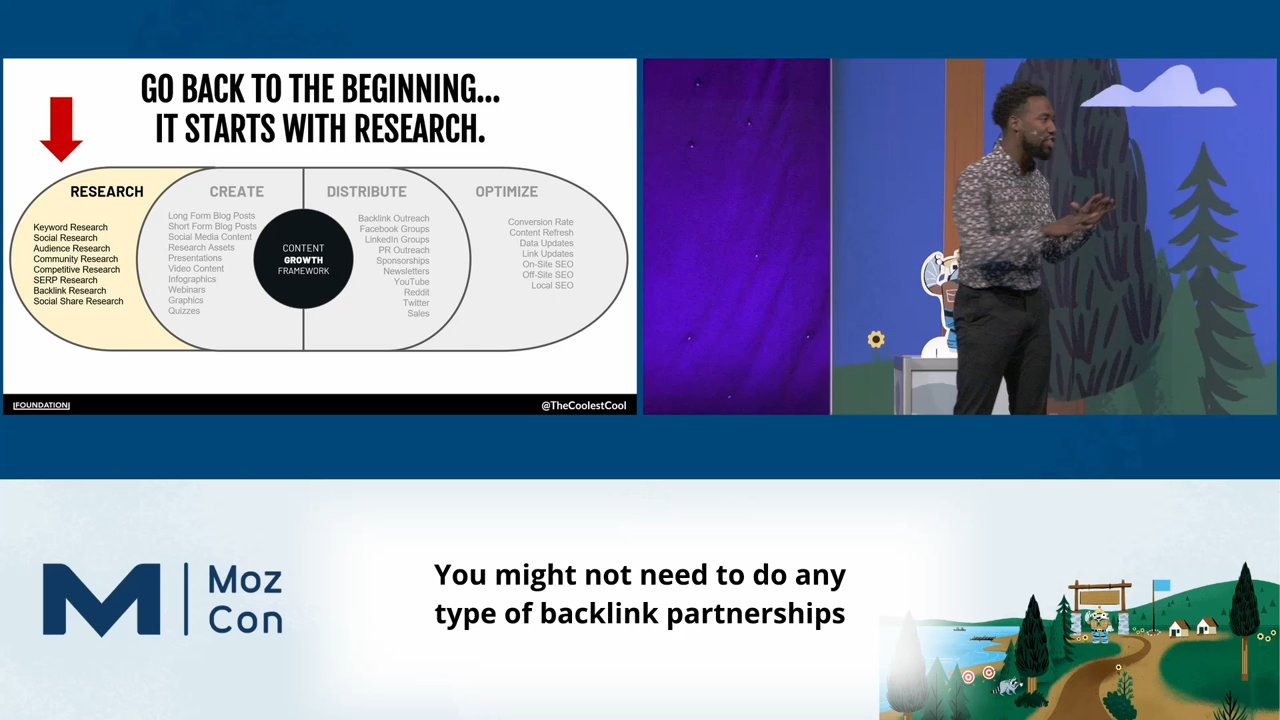 GO BACK TO THE BEGINNING...
IT STARTS WITH RESEARCH.
RESEARCH
Keyword Research
Social Research
Audience Research
Community Research
Competitive Research
SERP Research
Backlink Research
Social Share Research
CREATE
Long Form Blog Posts
Short Form Blog Posts
Social Media Content
Research Assets
Presentations
Video Content
Infographics
Webinars
Graphics
Quizzes
CONTENT
GROWTH
FRAMEWORK
DISTRIBUTE
Backlink Outreach
Facebook Groups
LinkedIn Groups
PR Outreach
Sponsorships
Newsletters
YouTube
Reddit
Twitter
Sales
OPTIMIZE
Conversion Rate
Content Refresh
Data Updates
Link Updates
On-Site SEO
Off-Site SEO
Local SEO
|FOUNDATION|
@TheCoolestCool
Moz
Con
You might not need to do any
type of backlink partnerships